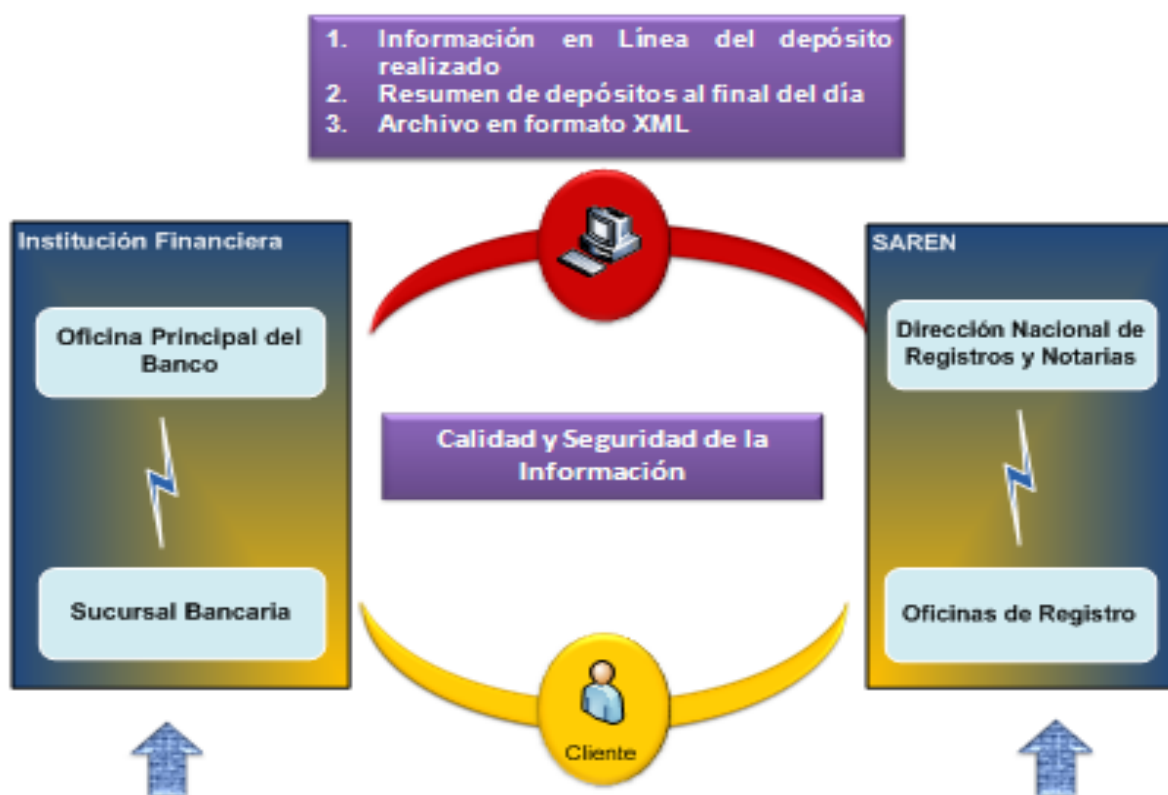 1. Información en Línea del depósito
realizado
2. Resumen de depósitos al final del día
3. Archivo en formato XML
Institución Financiera
Oficina Principal del
Banco
Sucursal Bancaria
Calidad y Seguridad de la
Información
Cliente
SAREN
Dirección Nacional de
Registros y Notarias
Oficinas de Registro